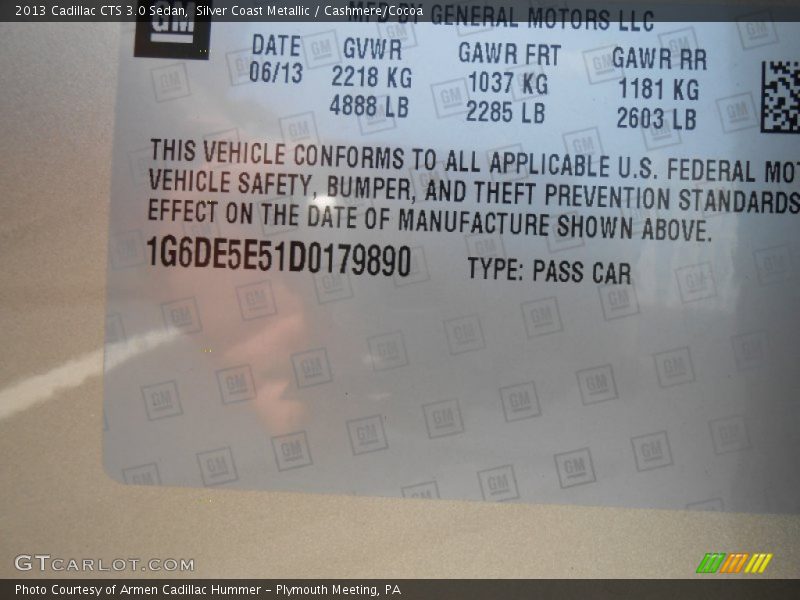 2013 Cadillac CTS 3.0 Sedan, Silver Coast Metallic / Cashmere/Cocoa
GM
MFD BY GENERAL MOTORS LLC
DATE GVWR GAWR FRT GAWR RR
06/13 2218 KG 1037 KG 1181 KG
4888 LB 2285 LB 2603 LB
THIS VEHICLE CONFORMS TO ALL APPLICABLE U.S. FEDERAL MOT
VEHICLE SAFETY, BUMPER, AND THEFT PREVENTION STANDARDS
EFFECT ON THE DATE OF MANUFACTURE SHOWN ABOVE.
1G6DE5E51D0179890 TYPE: PASS CAR
GTCARLOT.COM
Photo Courtesy of Armen Cadillac Hummer – Plymouth Meeting, PA